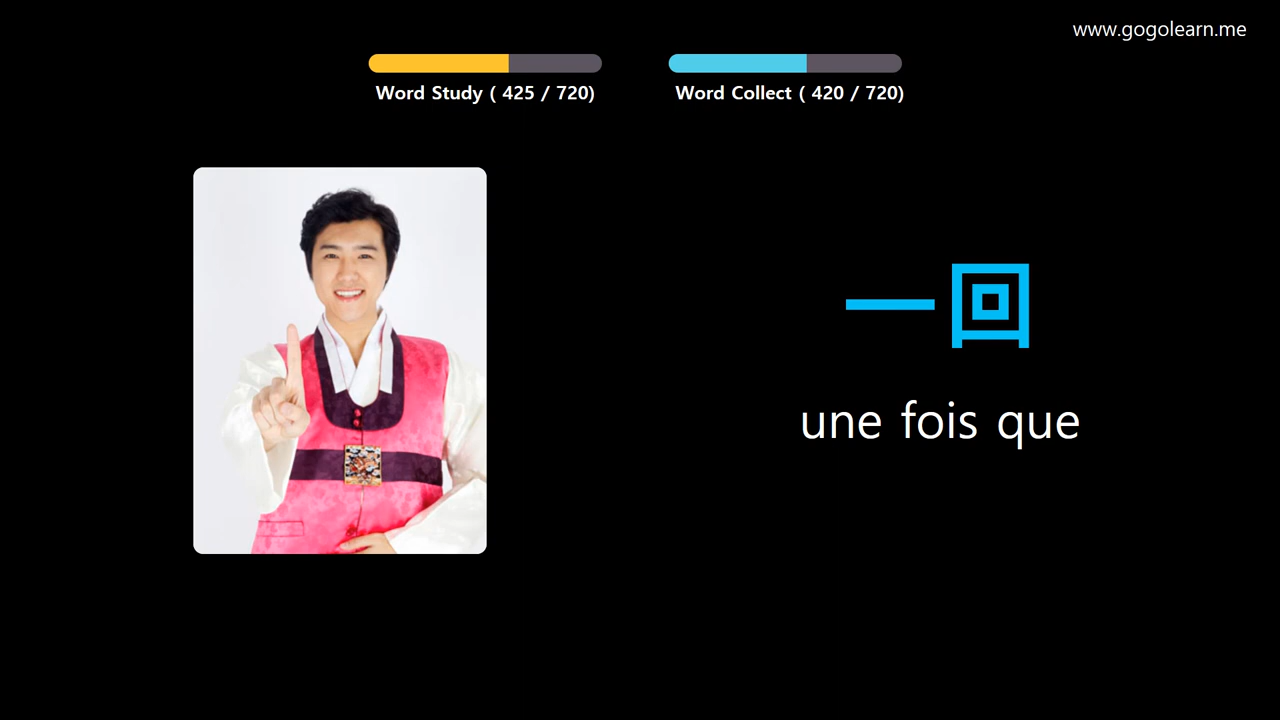 www.gogolearn.me
Word Study ( 425 / 720)
Word Collect ( 420 / 720)
一回
une fois que